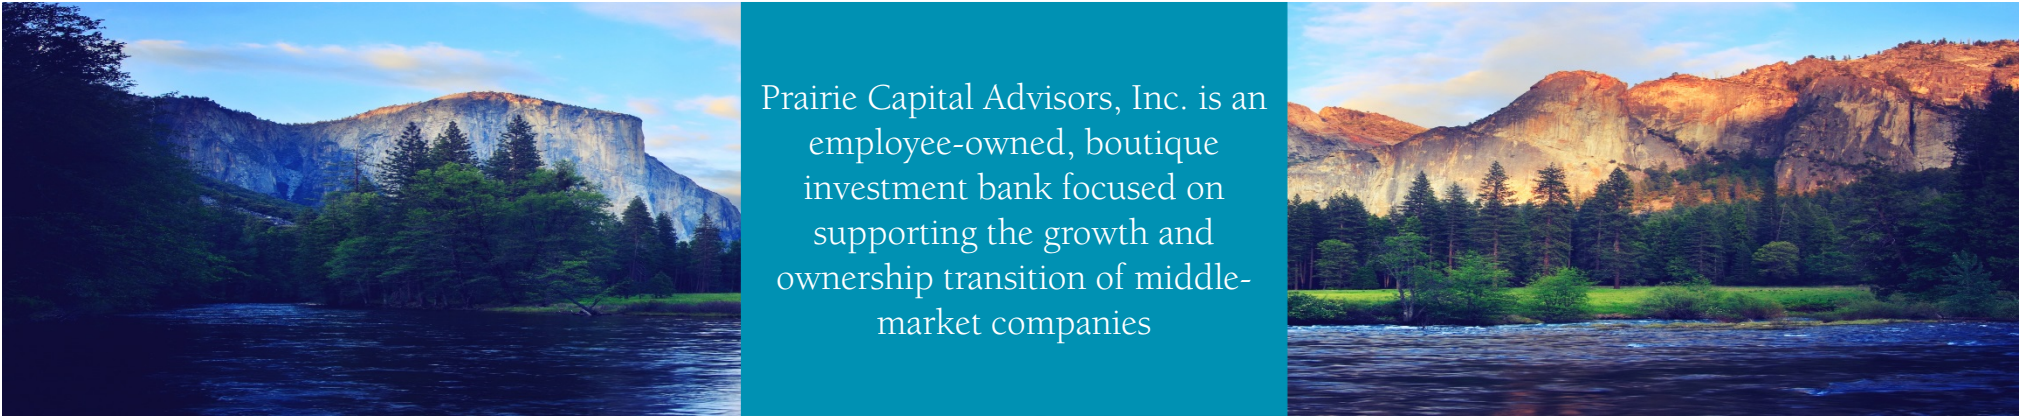 Prairie Capital Advisors, Inc. is an
employee-owned, boutique
investment bank focused on
supporting the growth and
ownership transition of middle-
market companies